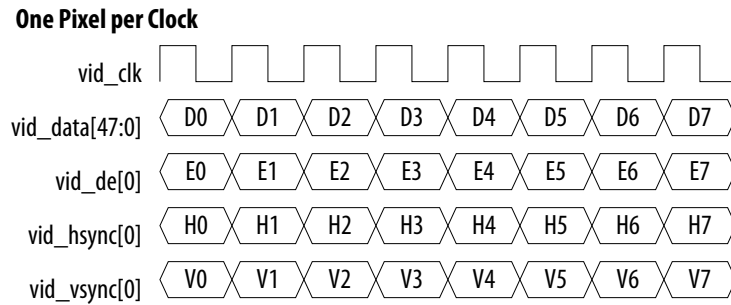 One Pixel per Clock
vid_clk
vid_data[47:0] D0 D1 D2 D3 D4 D5 D6 D7
vid_de[0] E0 E1 E2 E3 E4 E5 E6 E7
vid_hsync[0] H0 H1 H2 H3 H4 H5 H6 H7
vid_vsync[0] V0 V1 V2 V3 V4 V5 V6 V7